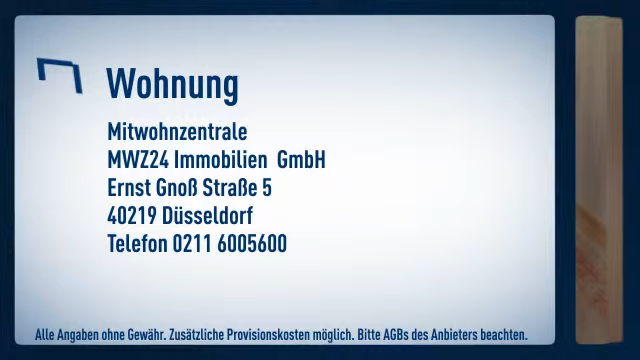 Wohnung
Mitwohnzentrale
MWZ24 Immobilien GmbH
Ernst Gnoß Straße 5
40219 Düsseldorf
Telefon 0211 6005600
Alle Angaben ohne Gewähr. Zusätzliche Provisionskosten möglich. Bitte AGBs des Anbieters beachten.